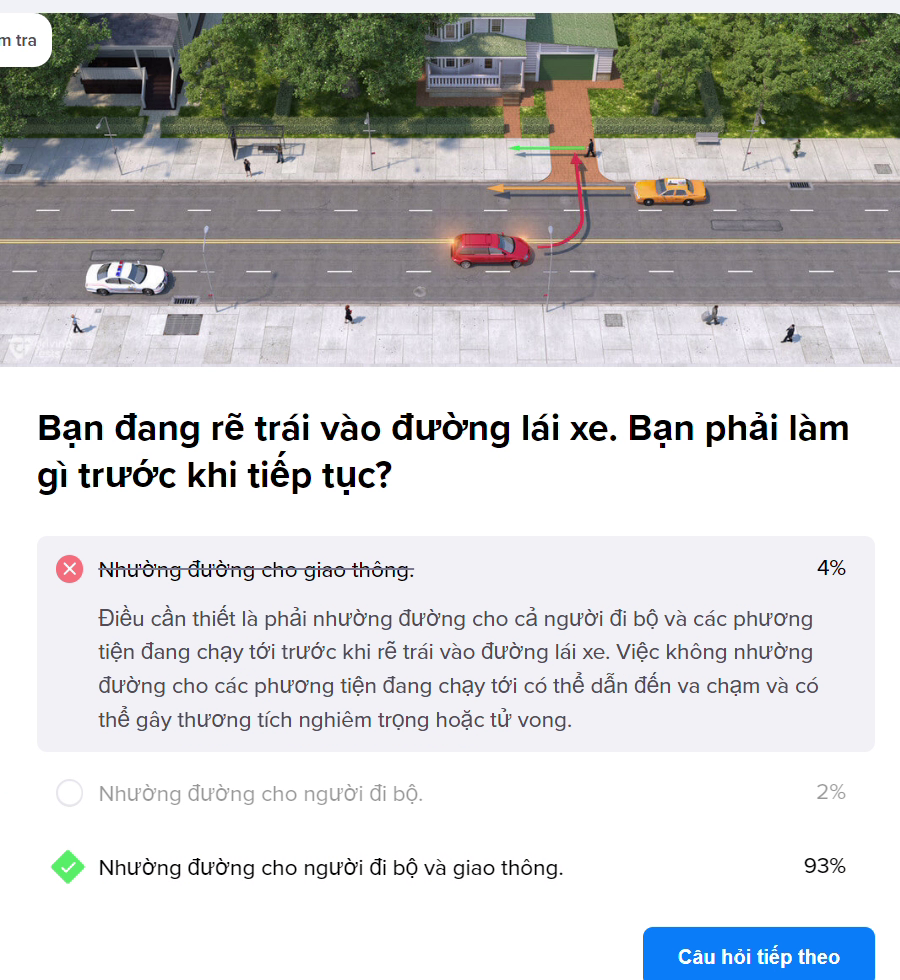 m tra
Bạn đang rẽ trái vào đường lái xe. Bạn phải làm
gì trước khi tiếp tục?
Nhường đường cho giao thông.
4%
Điều cần thiết là phải nhường đường cho cả người đi bộ và các phương
tiện đang chạy tới trước khi rẽ trái vào đường lái xe. Việc không nhường
đường cho các phương tiện đang chạy tới có thể dẫn đến va chạm và có
thể gây thương tích nghiêm trọng hoặc tử vong.
Nhường đường cho người đi bộ.
2%
Nhường đường cho người đi bộ và giao thông.
93%
Câu hỏi tiếp theo